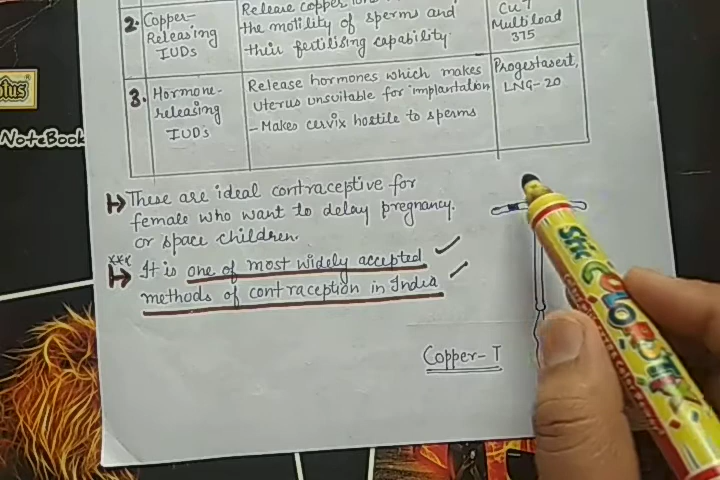 2. Copper-
Releasing
IUDs
Release copper
the motility of sperms and
their fertilising capability.
Cu 7
Multiload
375
3. Hormone-
releasing
IUD's
Release hormones which makes
uterus unsuitable for implantation
- Makes cervix hostile to sperms
Progestasert,
LNG-20
These are ideal contraceptive for
female who want to delay pregnancy.
or space children.
***
It is one of most widely accepted
methods of contraception in India
Copper-T
NoteBook